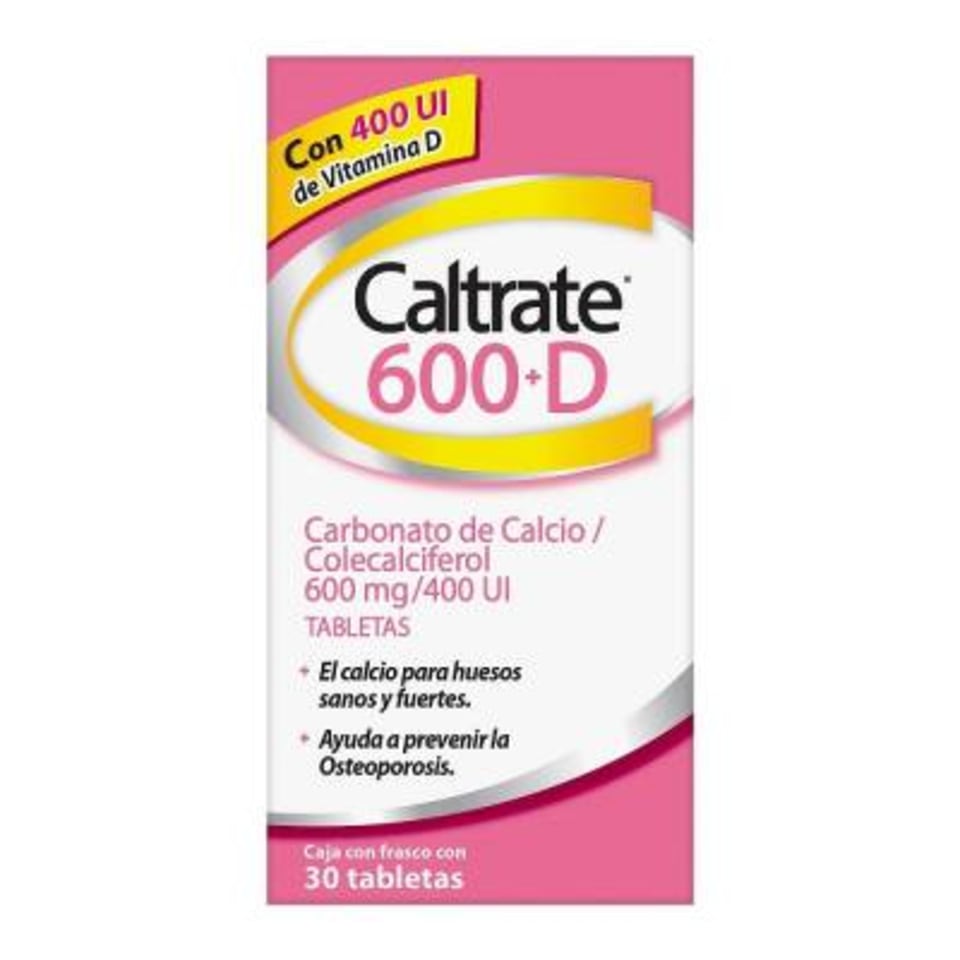 Con 400 UI
de Vitamina D
Caltrate
600+D
Carbonato de Calcio /
Colecalciferol
600 mg/400 UI
TABLETAS
+ El calcio para huesos
sanos y fuertes.
+ Ayuda a prevenir la
Osteoporosis.
Caja con frasco con
30 tabletas